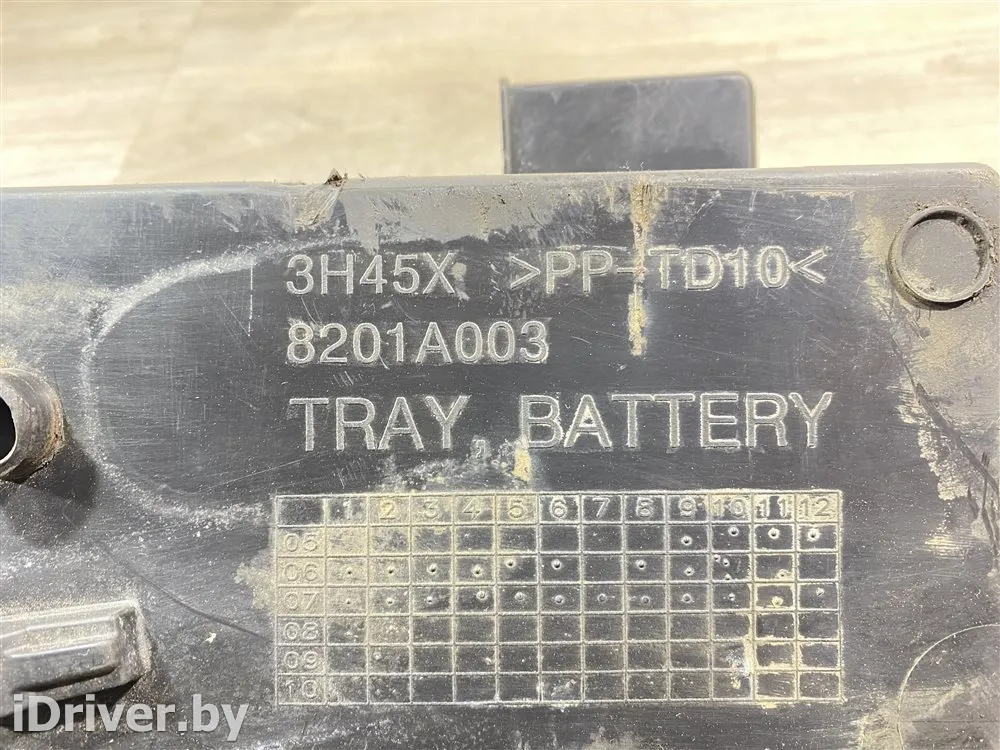 3H45X >PP-TD10<
8201A003
TRAY, BATTERY
1 2 3 4 5 6 7 8 9 10 11 12
05
06
07
08
09
10
iDriver.by